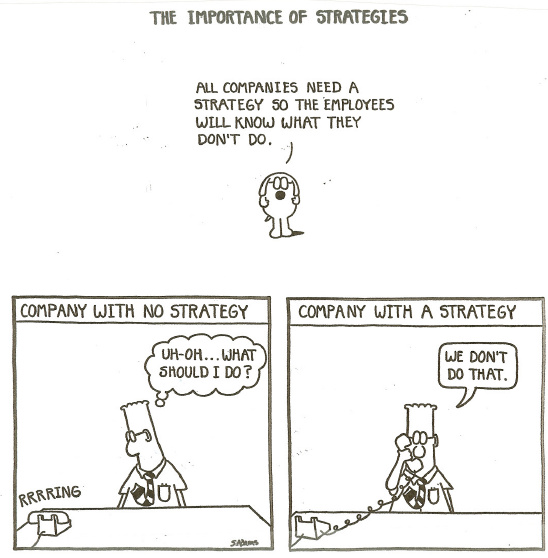 THE IMPORTANCE OF STRATEGIES
ALL COMPANIES NEED A
STRATEGY SO THE EMPLOYEES
WILL KNOW WHAT THEY
DON'T DO.
COMPANY WITH NO STRATEGY
UH-OH...WHAT
SHOULD I DO?
RRRRING
S.Adams
COMPANY WITH A STRATEGY
WE DON'T
DO THAT.